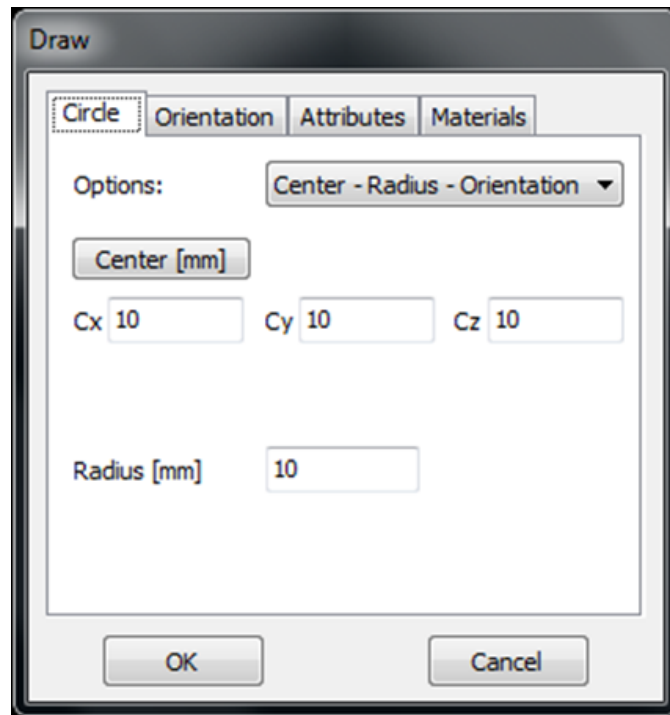 Draw
Circle Orientation Attributes Materials
Options: Center - Radius - Orientation
Center [mm]
Cx 10 Cy 10 Cz 10
Radius [mm] 10
OK Cancel